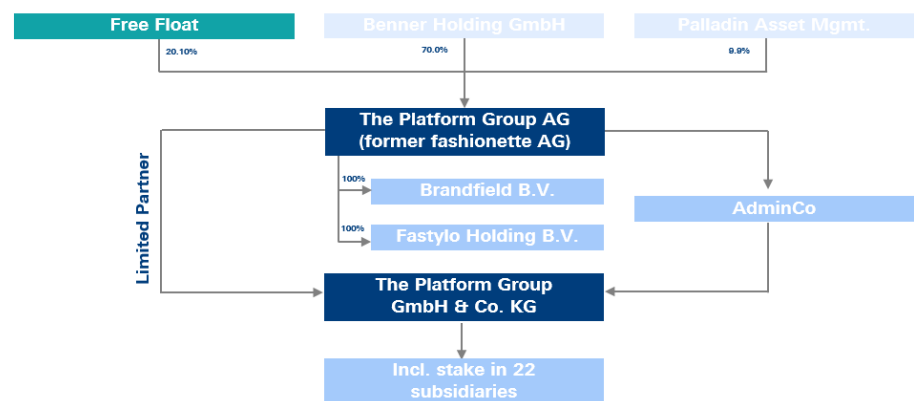 Free Float
Benner Holding GmbH
Palladin Asset Mgmt.
20.10%
70.0%
9.9%
The Platform Group AG
(former fashionette AG)
Limited Partner
100%
Brandfield B.V.
AdminCo
100%
Fastylo Holding B.V.
The Platform Group
GmbH & Co. KG
Incl. stake in 22
subsidiaries